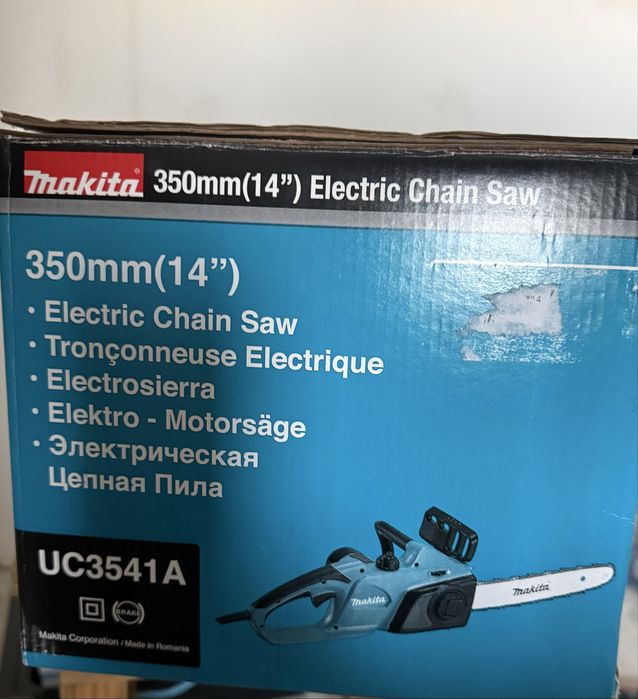 makita 350mm(14”) Electric Chain Saw
350mm(14”)
· Electric Chain Saw
· Tronçonneuse Electrique
· Electrosierra
· Elektro - Motorsäge
· Электрическая
Цепная Пила
UC3541A
BRAKE
Makita Corporation / Made in Romania
makita
makita